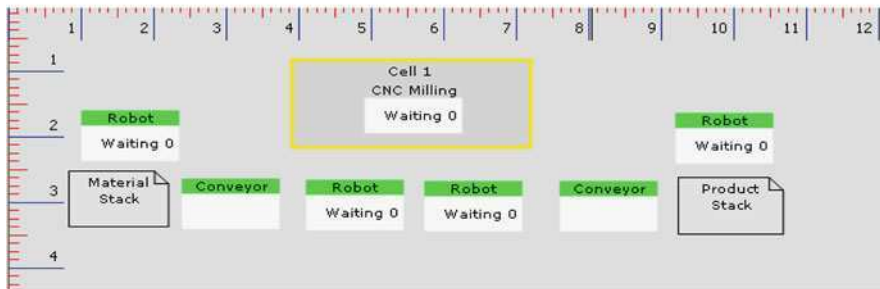 1 2 3 4 5 6 7 8 9 10 11 12
1
2
3
4
Cell 1
CNC Milling
Waiting 0
Robot
Waiting 0
Robot
Waiting 0
Material
Stack
Conveyor
Robot
Waiting 0
Robot
Waiting 0
Conveyor
Product
Stack